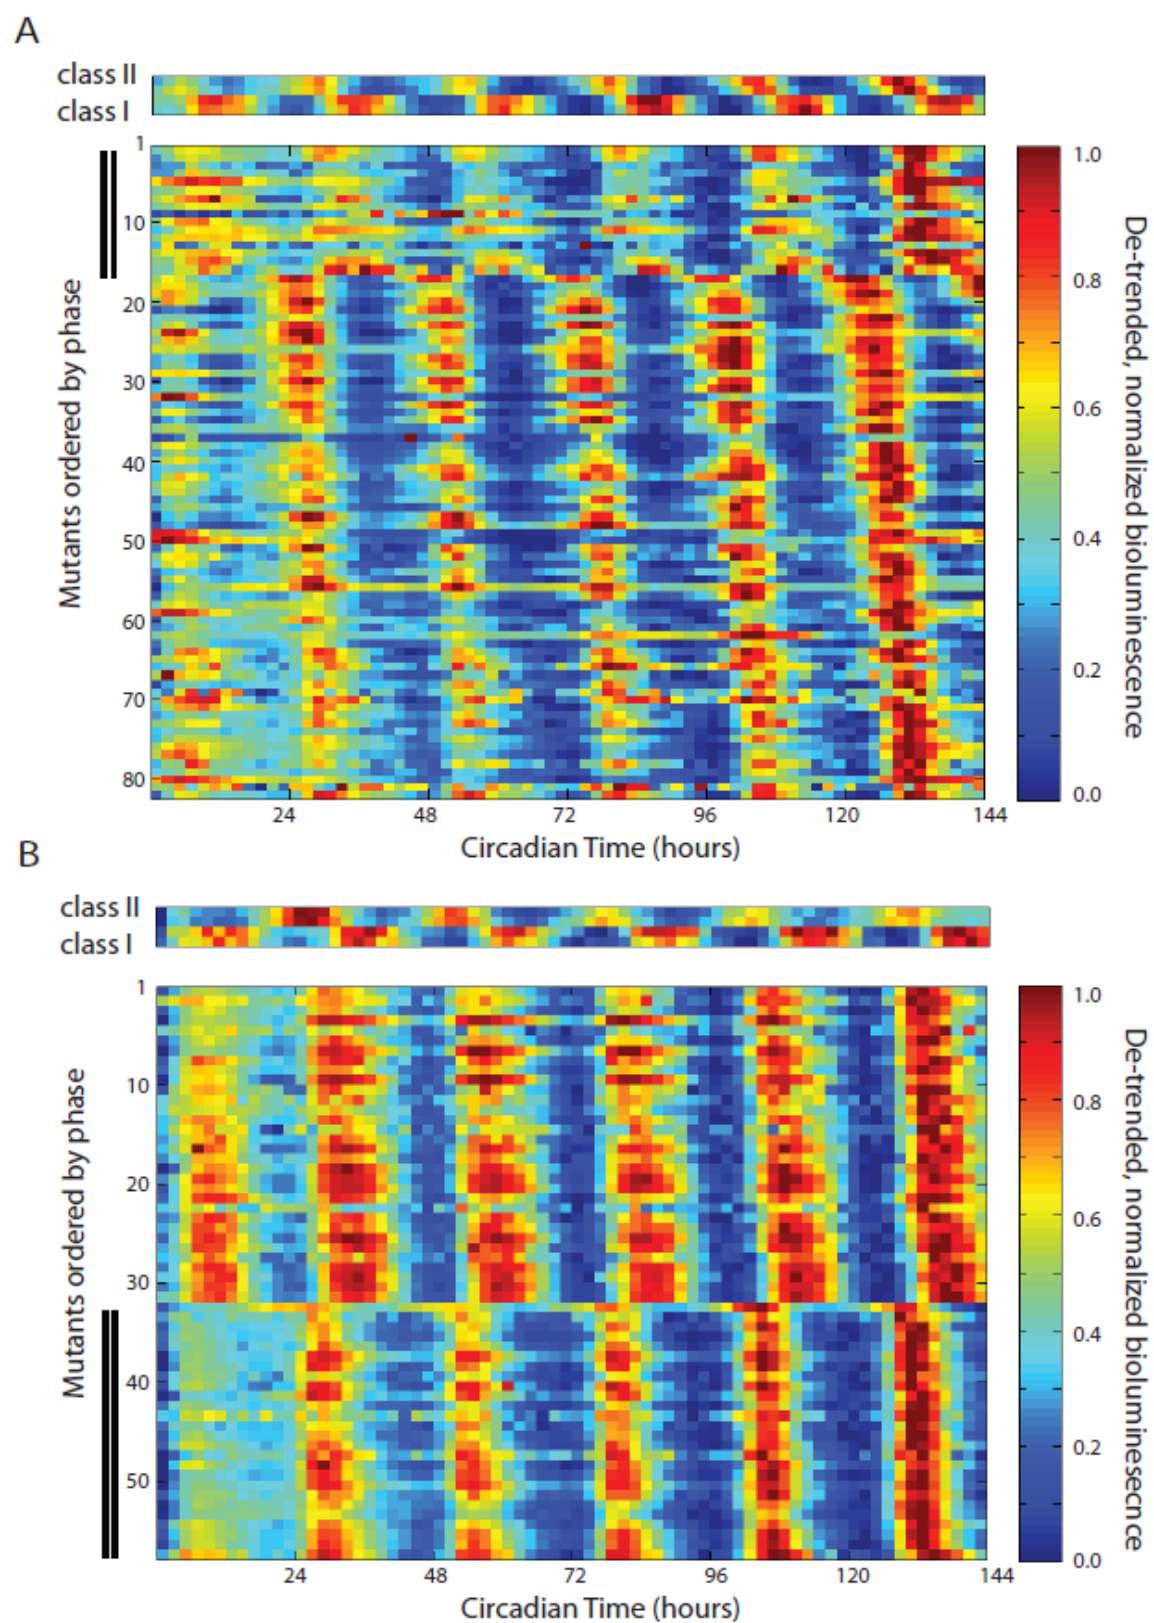 A
class II
class I
1
10
20
30
40
50
60
70
80
Mutants ordered by phase
24 48 72 96 120 144
Circadian Time (hours)
1.0
0.8
0.6
0.4
0.2
0.0
De-trended, normalized bioluminescence
B
class II
class I
1
10
20
30
40
50
Mutants ordered by phase
24 48 72 96 120 144
Circadian Time (hours)
1.0
0.8
0.6
0.4
0.2
0.0
De-trended, normalized bioluminesecnce